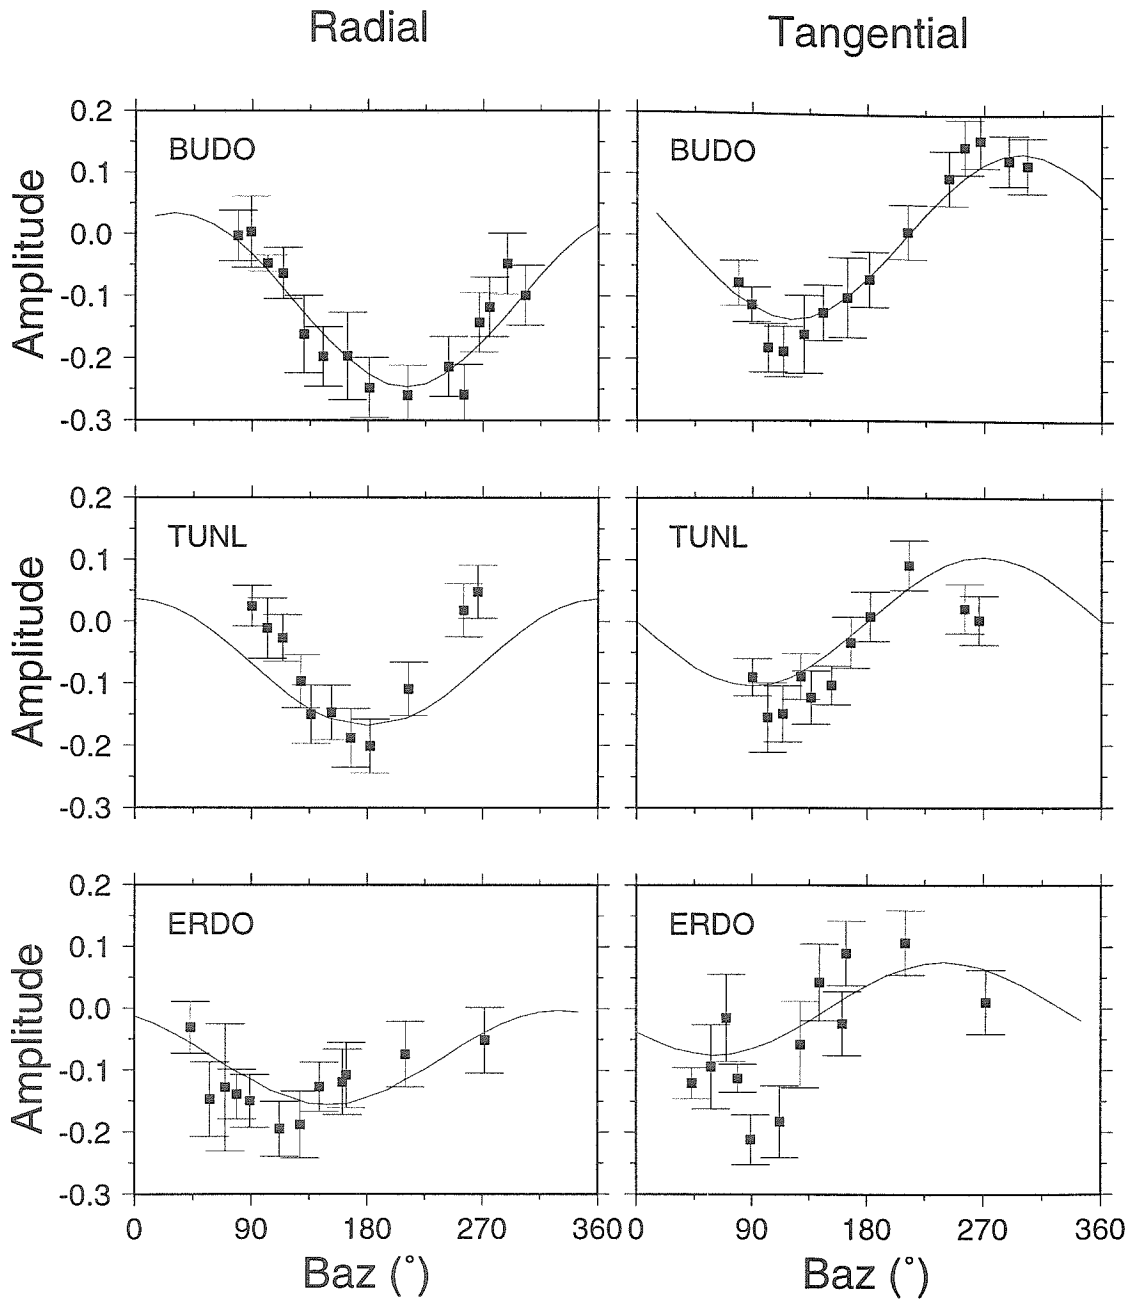 Radial Tangential
0.2
BUDO BUDO
0.1
0.0
-0.1
-0.2
-0.3
Amplitude
0.2
TUNL TUNL
0.1
0.0
-0.1
-0.2
-0.3
Amplitude
0.2
ERDO ERDO
0.1
0.0
-0.1
-0.2
-0.3
Amplitude
0 90 180 270 360 0 90 180 270 360
Baz (°) Baz (°)